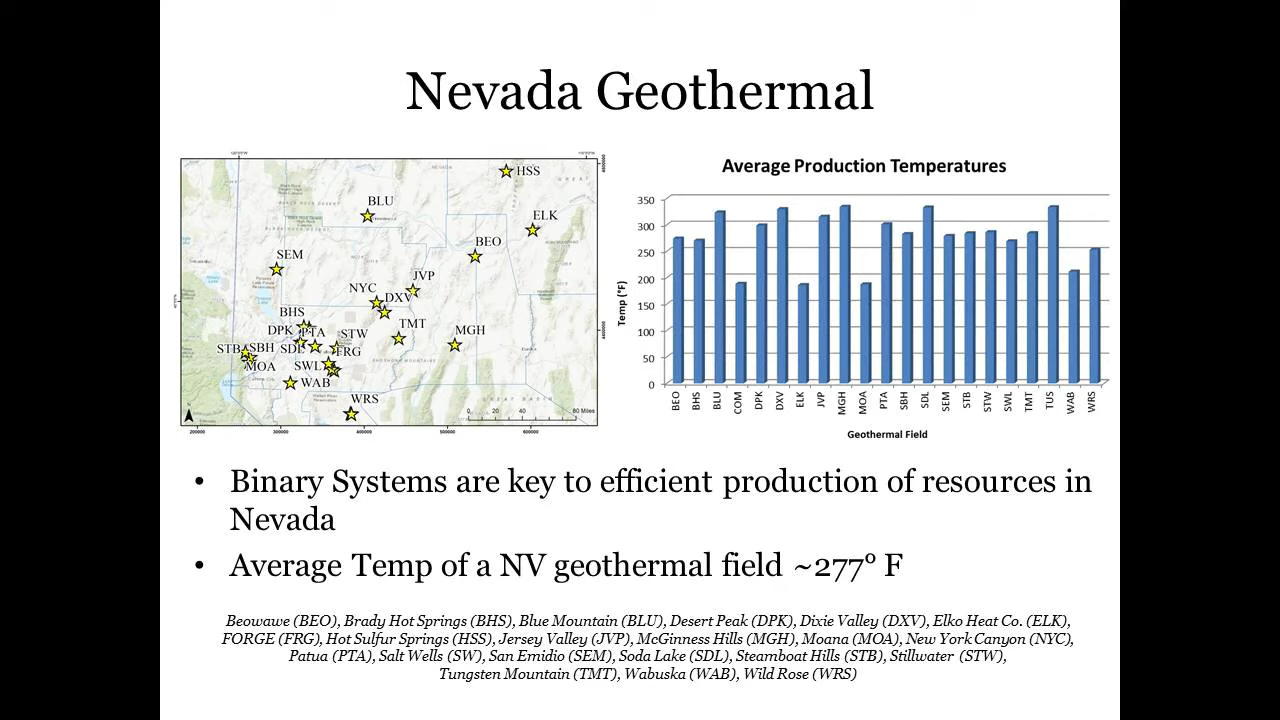 Nevada Geothermal
HSS
BLU
ELK
BEO
SEM
JVP
NYC
DXV
BHS
DPK
PTA
STW
TMT
MGH
STB
SBH
SDL
FRG
MOA
SWL
WAB
WRS
0 20 40 80 Miles
200000 300000 400000 500000 600000
Average Production Temperatures
350
300
250
200
150
100
50
0
Temp (°F)
BEO BHS BLU COM DPK DXV ELK JVP MGH MOA PTA SBH SDL SEM STB STW SWL TMT TUS WAB WRS
Geothermal Field
• Binary Systems are key to efficient production of resources in
Nevada
• Average Temp of a NV geothermal field ~277° F
Beowawe (BEO), Brady Hot Springs (BHS), Blue Mountain (BLU), Desert Peak (DPK), Dixie Valley (DXV), Elko Heat Co. (ELK),
FORGE (FRG), Hot Sulfur Springs (HSS), Jersey Valley (JVP), McGinness Hills (MGH), Moana (MOA), New York Canyon (NYC),
Patua (PTA), Salt Wells (SW), San Emidio (SEM), Soda Lake (SDL), Steamboat Hills (STB), Stillwater (STW),
Tungsten Mountain (TMT), Wabuska (WAB), Wild Rose (WRS)